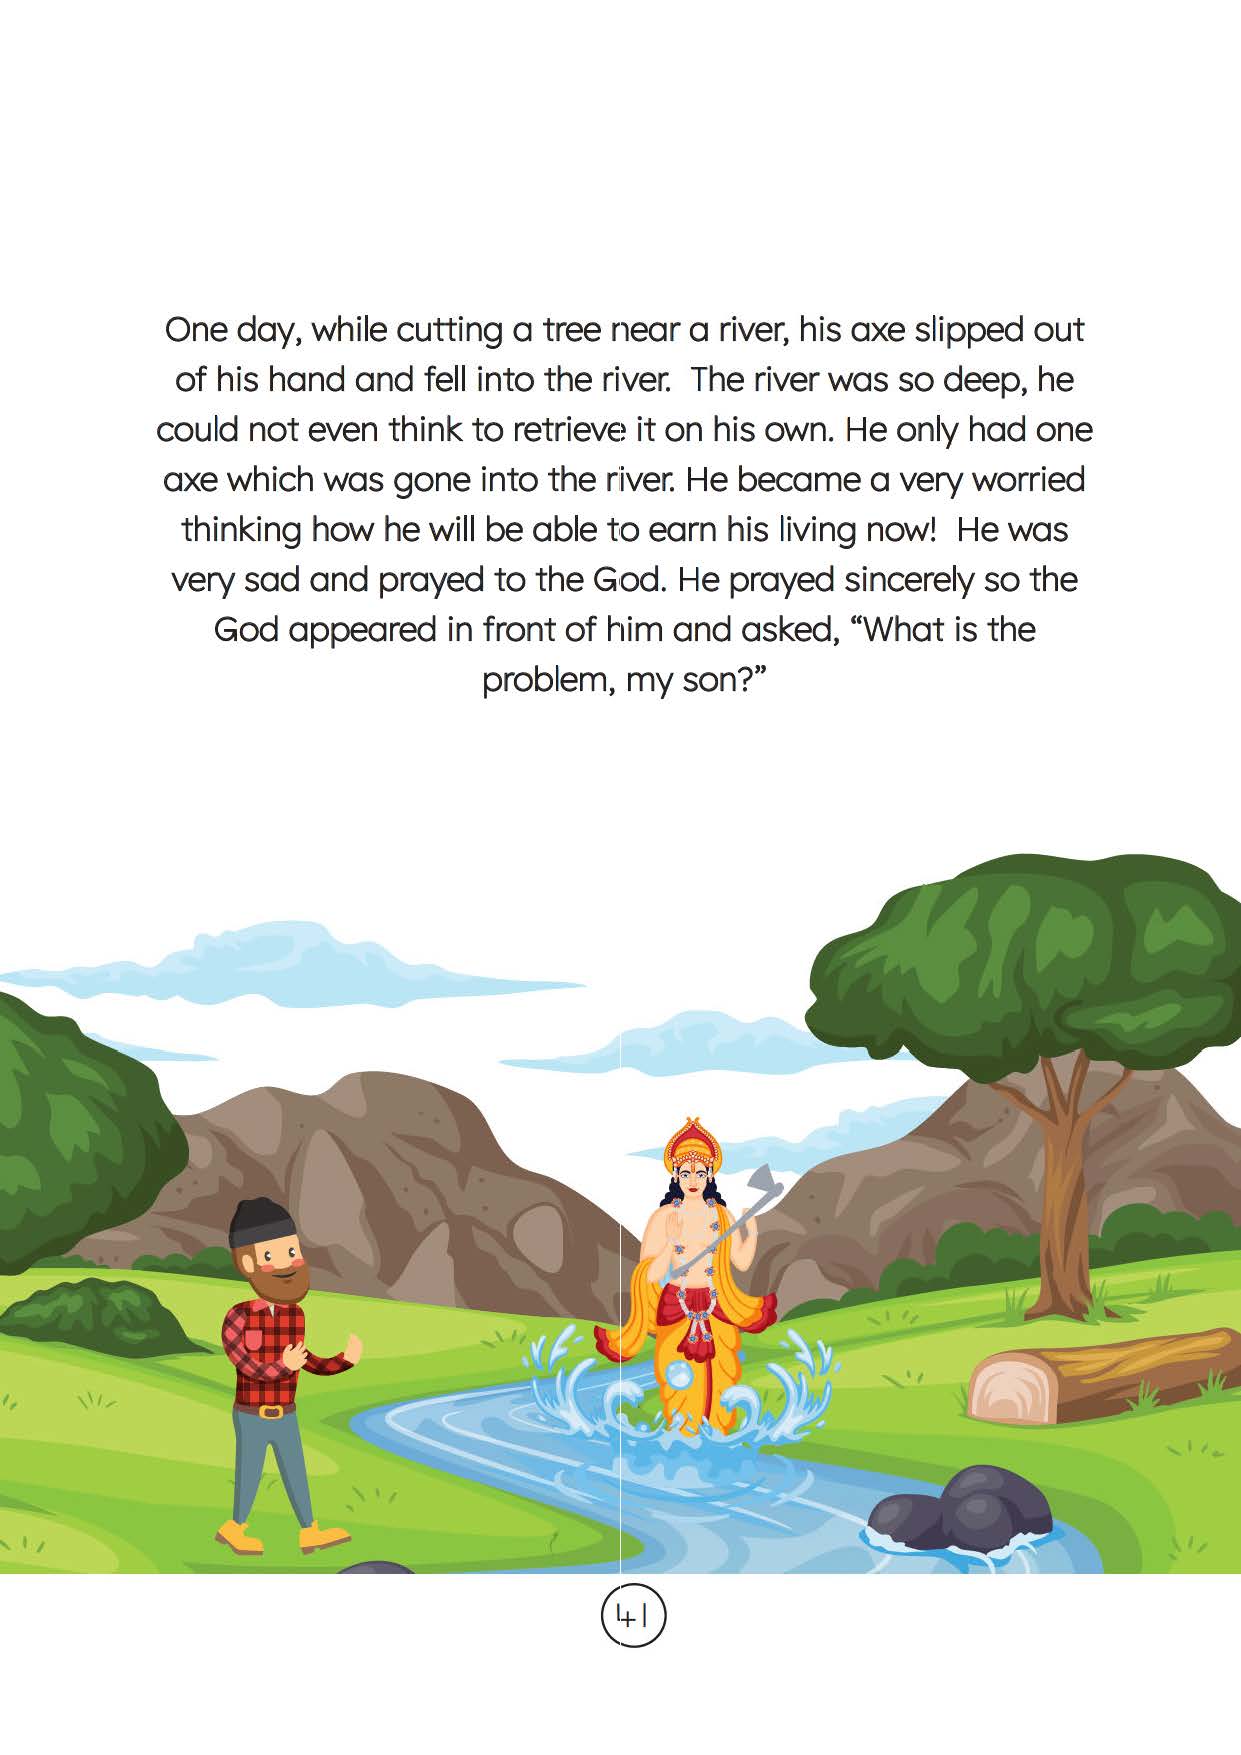 One day, while cutting a tree near a river, his axe slipped out
of his hand and fell into the river.  The river was so deep, he
could not even think to retrieve it on his own. He only had one
axe which was gone into the river. He became a very worried
thinking how he will be able to earn his living now!  He was
very sad and prayed to the God. He prayed sincerely so the
God appeared in front of him and asked, “What is the
problem, my son?”
41